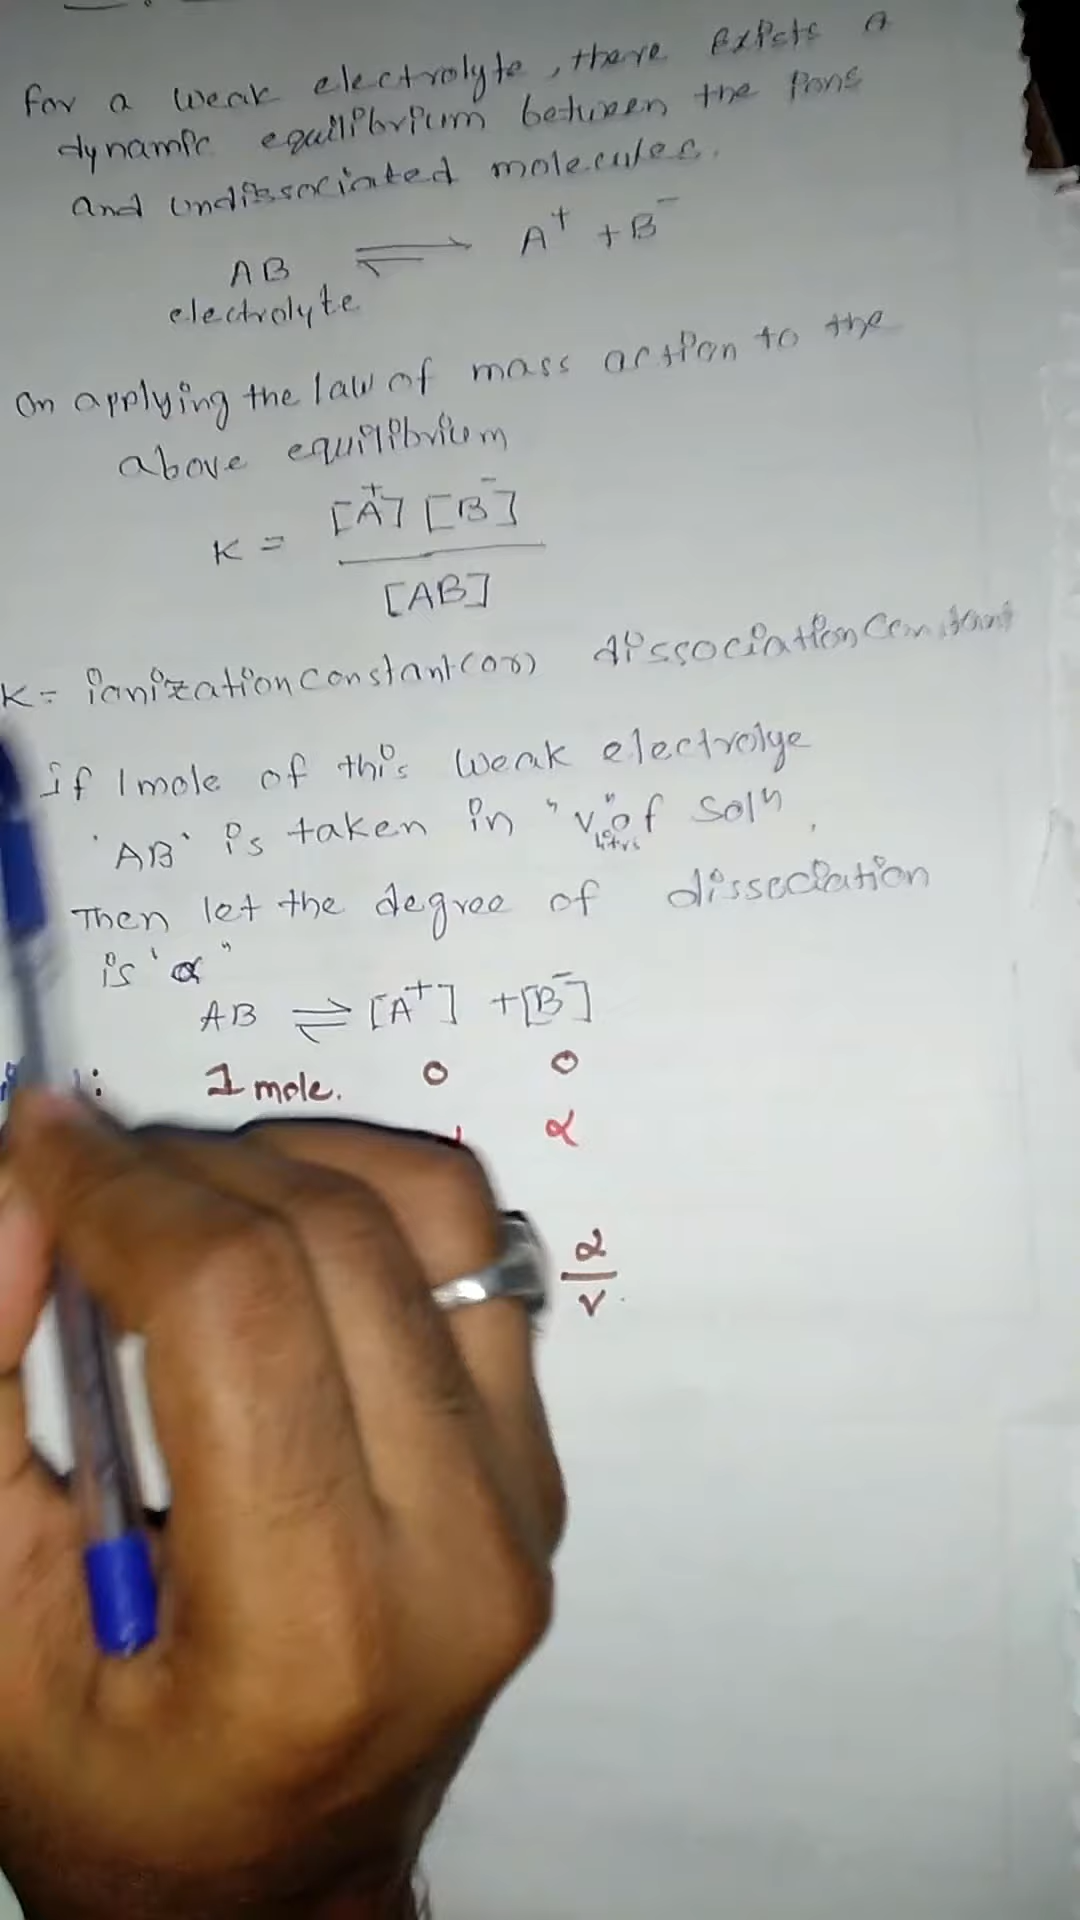 For a weak electrolyte, there exists a
dynamic equilibrium between the ions
and undissociated molecules.
AB ⇌ A⁺ + B⁻
electrolyte
On applying the law of mass action to the
above equilibrium
K = [A⁺] [B⁻]
[AB]
K = ionization constant (or) dissociation constant
if 1 mole of this weak electrolye
'AB' is taken in "V" of solⁿ.
litrs
Then let the degree of dissociation
is 'α"
AB ⇌ [A⁺] + [B⁻]
1 mole. 0 0
α
α
V